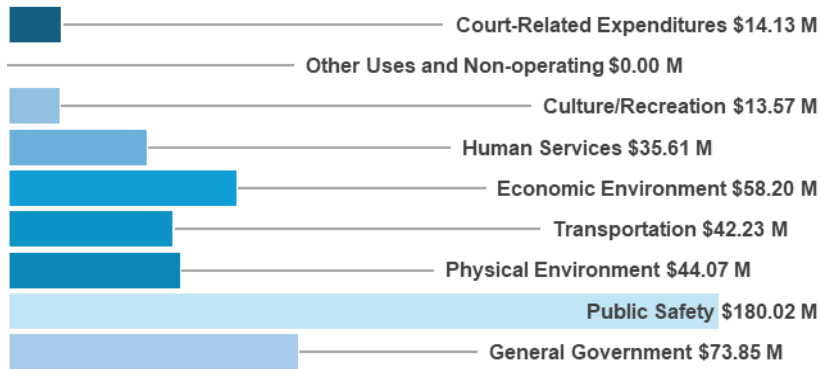 Court-Related Expenditures $14.13 M
Other Uses and Non-operating $0.00 M
Culture/Recreation $13.57 M
Human Services $35.61 M
Economic Environment $58.20 M
Transportation $42.23 M
Physical Environment $44.07 M
Public Safety $180.02 M
General Government $73.85 M